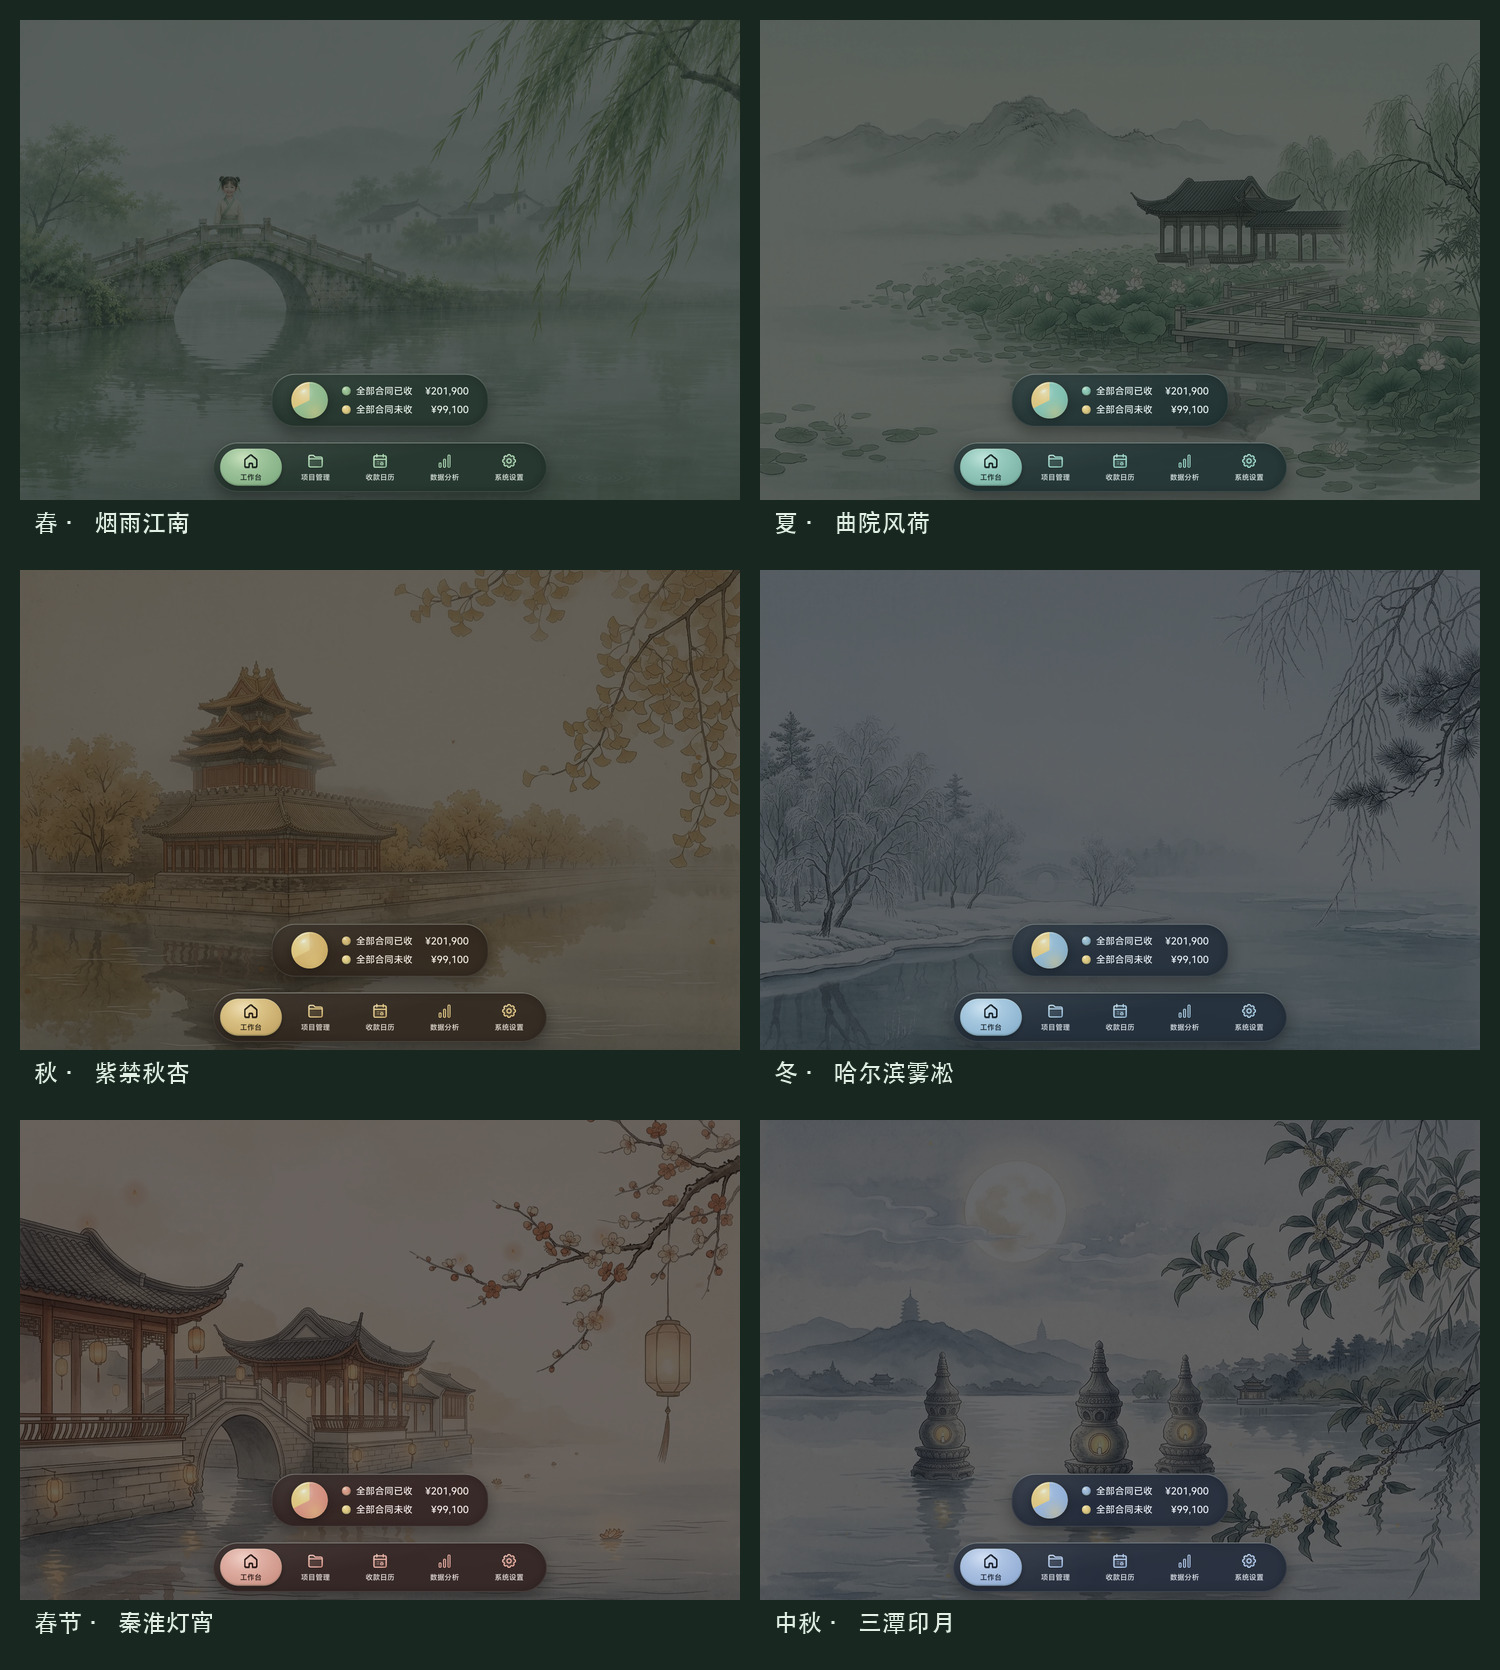 全部合同已收 ¥201,900
全部合同未收 ¥99,100
工作台 项目管理 收款日历 数据分析 系统设置
春 · 烟雨江南
全部合同已收 ¥201,900
全部合同未收 ¥99,100
工作台 项目管理 收款日历 数据分析 系统设置
夏 · 曲院风荷
全部合同已收 ¥201,900
全部合同未收 ¥99,100
工作台 项目管理 收款日历 数据分析 系统设置
秋 · 紫禁秋杏
全部合同已收 ¥201,900
全部合同未收 ¥99,100
工作台 项目管理 收款日历 数据分析 系统设置
冬 · 哈尔滨雾凇
全部合同已收 ¥201,900
全部合同未收 ¥99,100
工作台 项目管理 收款日历 数据分析 系统设置
春节 · 秦淮灯宵
全部合同已收 ¥201,900
全部合同未收 ¥99,100
工作台 项目管理 收款日历 数据分析 系统设置
中秋 · 三潭印月